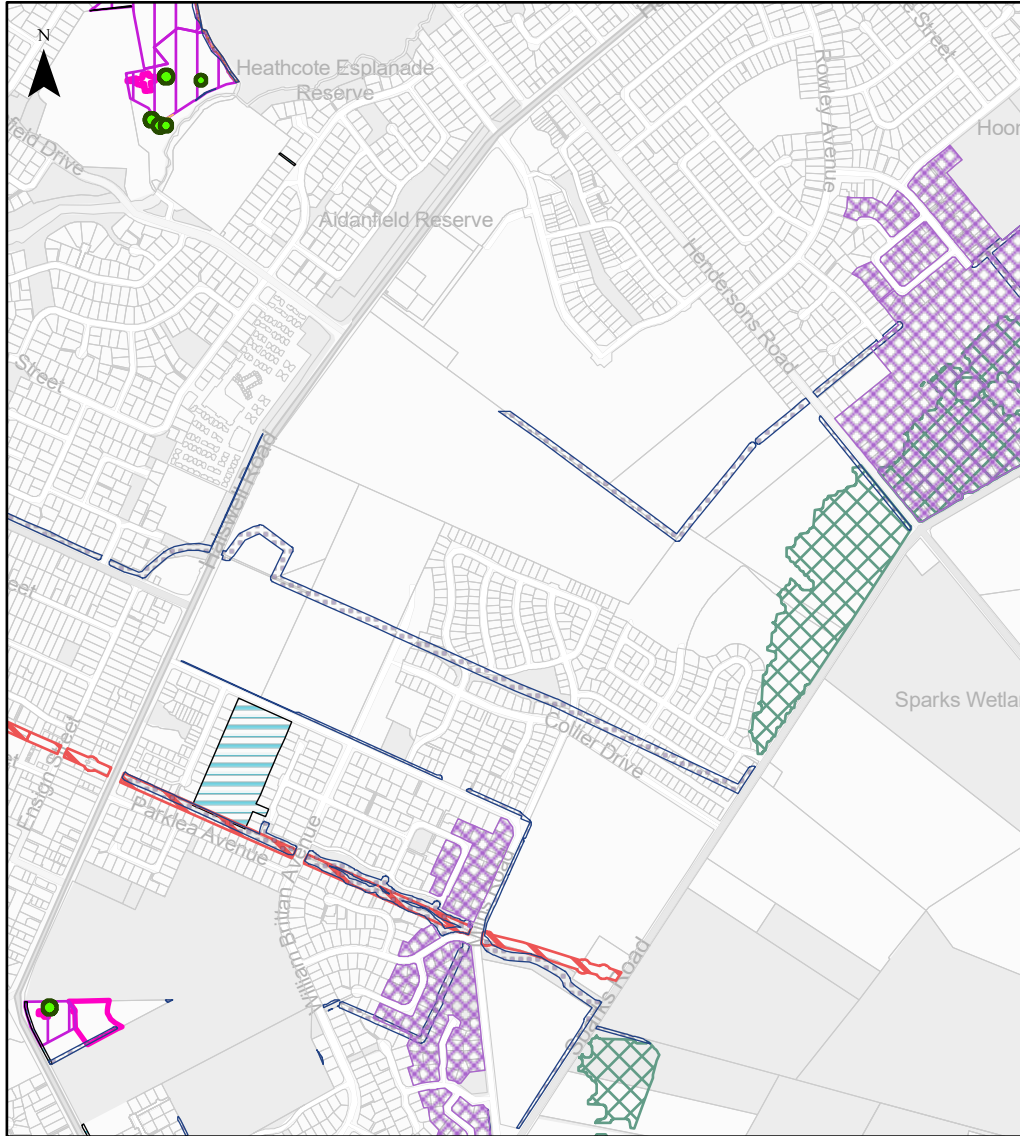 N
Heathcote Esplanade
Reserve
Rowley Avenue
Street
Hoon
field Drive
Aldanfield Reserve
Hendersons Road
Street
Halswell Road
Sparks Wetlan
Collier Drive
Ensign Street
Parklea Avenue
William Brittan Avenue
Sparks Road